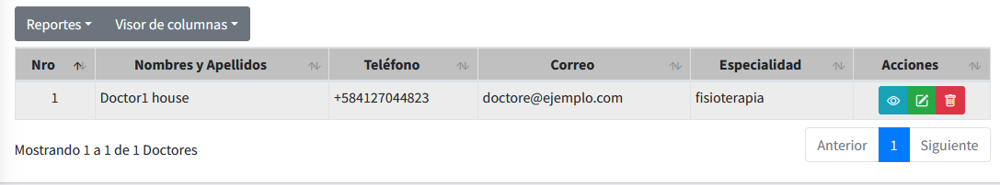 Reportes Visor de columnas
Nro Nombres y Apellidos Teléfono Correo Especialidad Acciones
1 Doctor1 house +584127044823 doctore@ejemplo.com fisioterapia
Mostrando 1 a 1 de 1 Doctores
Anterior 1 Siguiente